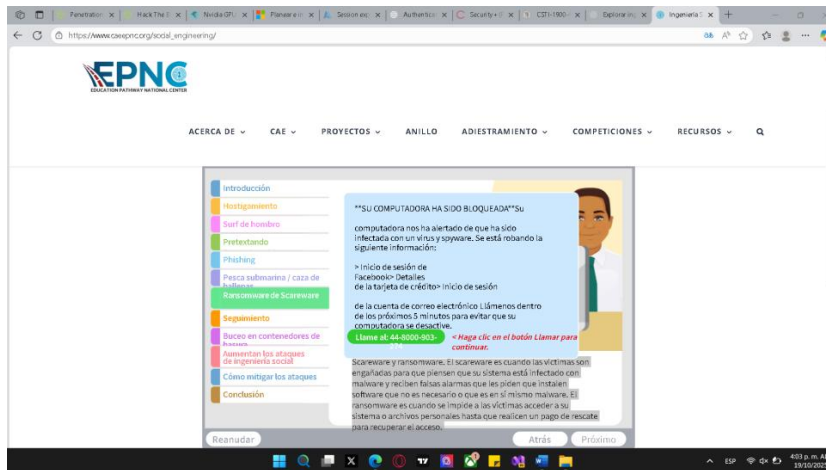 Penetration
Hack The B
Nvidia GPU
Planeare in
Session exp
Authentica
Security+
CSTI-1900-
Explorar ing
Ingeniería S
https://www.caeepnc.org/social_engineering/
EPNC
EDUCATION PATHWAY NATIONAL CENTER
ACERCA DE
CAE
PROYECTOS
ANILLO
ADIESTRAMIENTO
COMPETICIONES
RECURSOS
Introducción
Hostigamiento
Surf de hombro
Pretextando
Phishing
Pesca submarina / caza de
ballenas
Ransomware de Scareware
Seguimiento
Buceo en contenedores de
basura
Aumentan los ataques
de ingeniería social
Cómo mitigar los ataques
Conclusión
**SU COMPUTADORA HA SIDO BLOQUEADA**Su
computadora nos ha alertado de que ha sido
infectada con un virus y spyware. Se está robando la
siguiente información:
> Inicio de sesión de
Facebook> Detalles
de la tarjeta de crédito> Inicio de sesión
de la cuenta de correo electrónico Llámenos dentro
de los próximos 5 minutos para evitar que su
computadora se desactive.
Llame al: 44-8000-903-
< Haga clic en el botón Llamar para
continuar.
Scareware y ransomware. El scareware es cuando las víctimas son
engañadas para que piensen que su sistema está infectado con
malware y reciben falsas alarmas que les piden que instalen
software que no es necesario o que es en sí mismo malware. El
ransomware es cuando se impide a las víctimas acceder a su
sistema o archivos personales hasta que realicen un pago de rescate
para recuperar el acceso.
Reanudar
Atrás
Próximo
ESP
4:03 p. m.
19/10/202